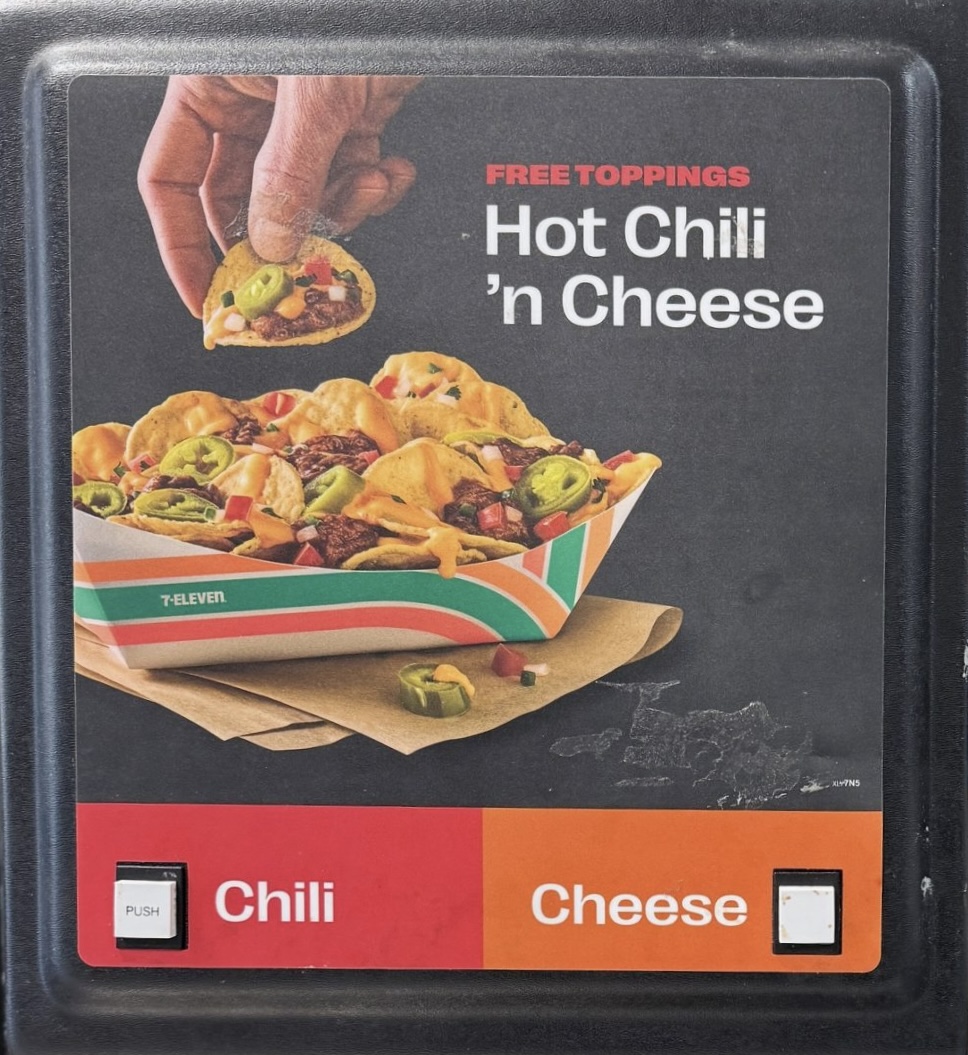 FREE TOPPINGS
Hot Chili
’n Cheese
7-ELEVEN
PUSH
Chili
Cheese